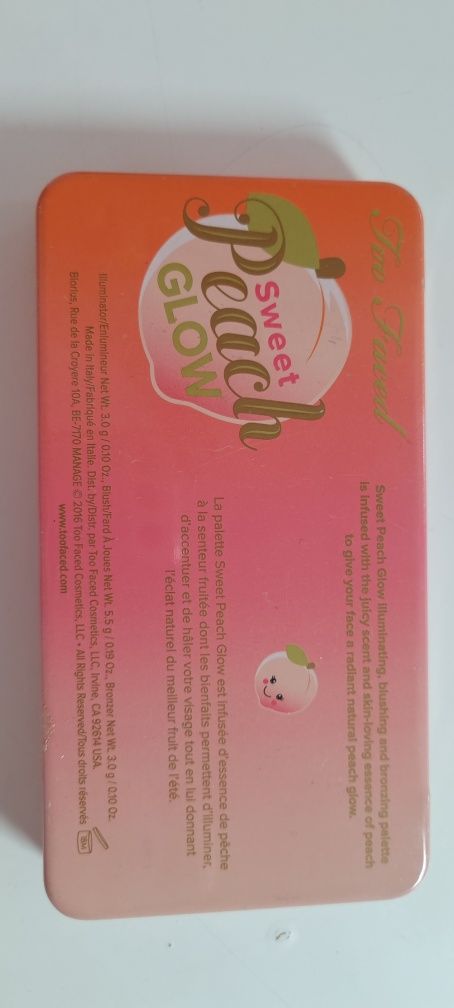 Too Faced
Sweet
Peach
GLOW
Sweet Peach Glow illuminating, blushing and bronzing palette
is infused with the juicy scent and skin-loving essence of peach
to give your face a radiant natural peach glow.
La palette Sweet Peach Glow est infusée d'essence de pêche
à la senteur fruitée dont les bienfaits permettent d'illuminer,
d'accentuer et de hâler votre visage tout en lui donnant
l'éclat naturel du meilleur fruit de l'été.
Illuminator/Enlumineur Net Wt. 3.0 g / 0.10 Oz., Blush/Fard À Joues Net Wt. 5.5 g / 0.19 Oz., Bronzer Net Wt. 3.0 g / 0.10 Oz.
Made in Italy/Fabriqué en Italie. Dist. by/Distr. par Too Faced Cosmetics, LLC, Irvine, CA 92614 USA.
Biorius, Rue de la Croyere 10A, BE-7170 MANAGE © 2016 Too Faced Cosmetics, LLC • All Rights Reserved/Tous droits réservés
www.toofaced.com